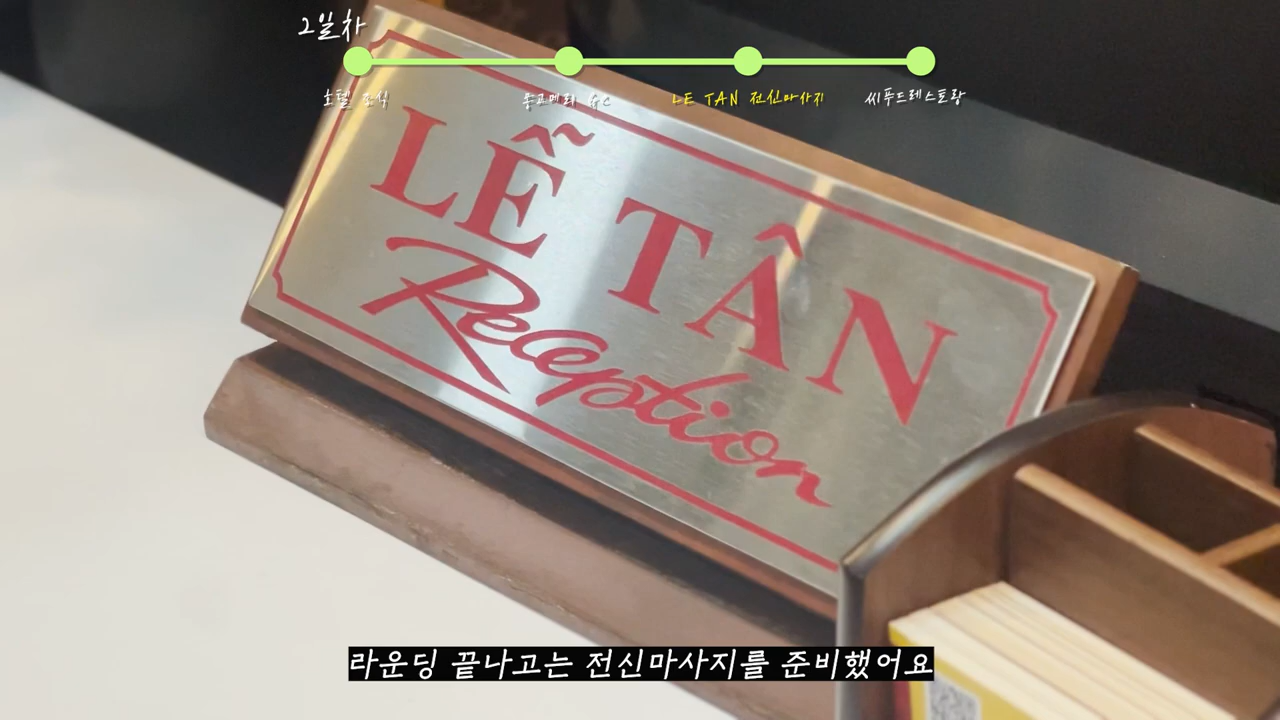 2일차
호텔 조식
몽고메리 
LE TAN 전신마사지
씨푸드레스토랑
LỄ TÂN
Reception
라운딩 끝나고는 전신마사지를 준비했어요